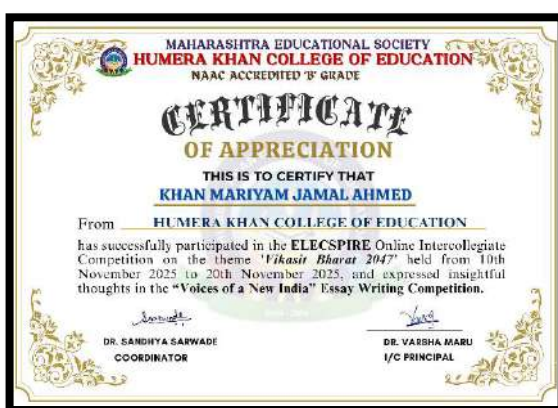 MAHARASHTRA EDUCATIONAL SOCIETY
HUMERA KHAN COLLEGE OF EDUCATION
NAAC ACCREDITED 'B' GRADE
CERTIFICATE
OF APPRECIATION
THIS IS TO CERTIFY THAT
KHAN MARIYAM JAMAL AHMED
From HUMERA KHAN COLLEGE OF EDUCATION
has successfully participated in the ELECSPIRE Online Intercollegiate
Competition on the theme 'Vikasit Bharat 2047' held from 10th
November 2025 to 20th November 2025, and expressed insightful
thoughts in the "Voices of a New India" Essay Writing Competition.
DR. SANDHYA SARWADE
COORDINATOR
DR. VARSHA MARU
I/C PRINCIPAL